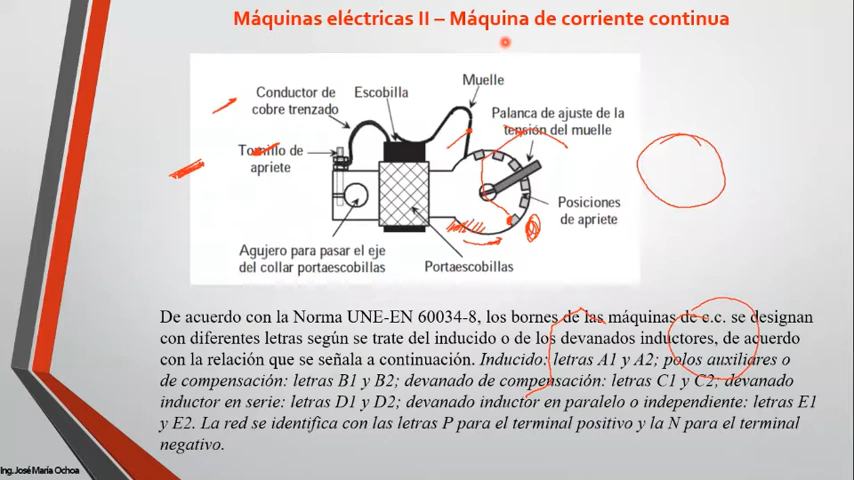 Máquinas eléctricas II – Máquina de corriente continua
Conductor de
cobre trenzado
Escobilla
Muelle
Palanca de ajuste de la
tensión del muelle
Tornillo de
apriete
Posiciones
de apriete
Agujero para pasar el eje
del collar portaescobillas
Portaescobillas
De acuerdo con la Norma UNE-EN 60034-8, los bornes de las máquinas de c.c. se designan
con diferentes letras según se trate del inducido o de los devanados inductores, de acuerdo
con la relación que se señala a continuación. Inducido: letras A1 y A2; polos auxiliares o
de compensación: letras B1 y B2; devanado de compensación: letras C1 y C2; devanado
inductor en serie: letras D1 y D2; devanado inductor en paralelo o independiente: letras E1
y E2. La red se identifica con las letras P para el terminal positivo y la N para el terminal
negativo.
Ing. José María Ochoa